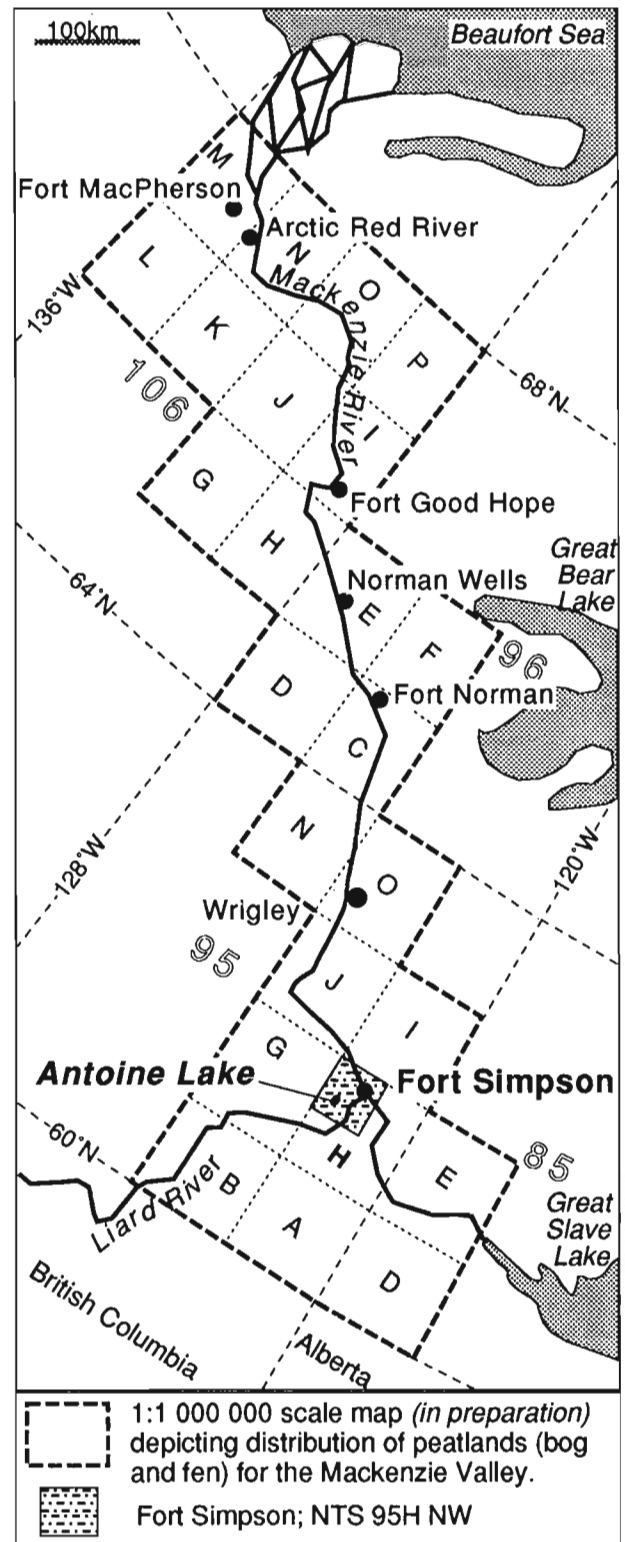 100km
Beaufort Sea
M
Fort MacPherson
Arctic Red River
L
N
O
Mackenzie River
136°W
K
P
68°N
106
J
I
G
Fort Good Hope
H
Great
Bear
Lake
64°N
Norman Wells
E
F
96
D
Fort Norman
C
N
128°W
120°W
O
Wrigley
95
J
I
G
Antoine Lake
Fort Simpson
60°N
H
85
B
E
Liard River
A
Great
Slave
Lake
D
British Columbia
Alberta
1:1 000 000 scale map (in preparation)
depicting distribution of peatlands (bog
and fen) for the Mackenzie Valley.
Fort Simpson; NTS 95H NW